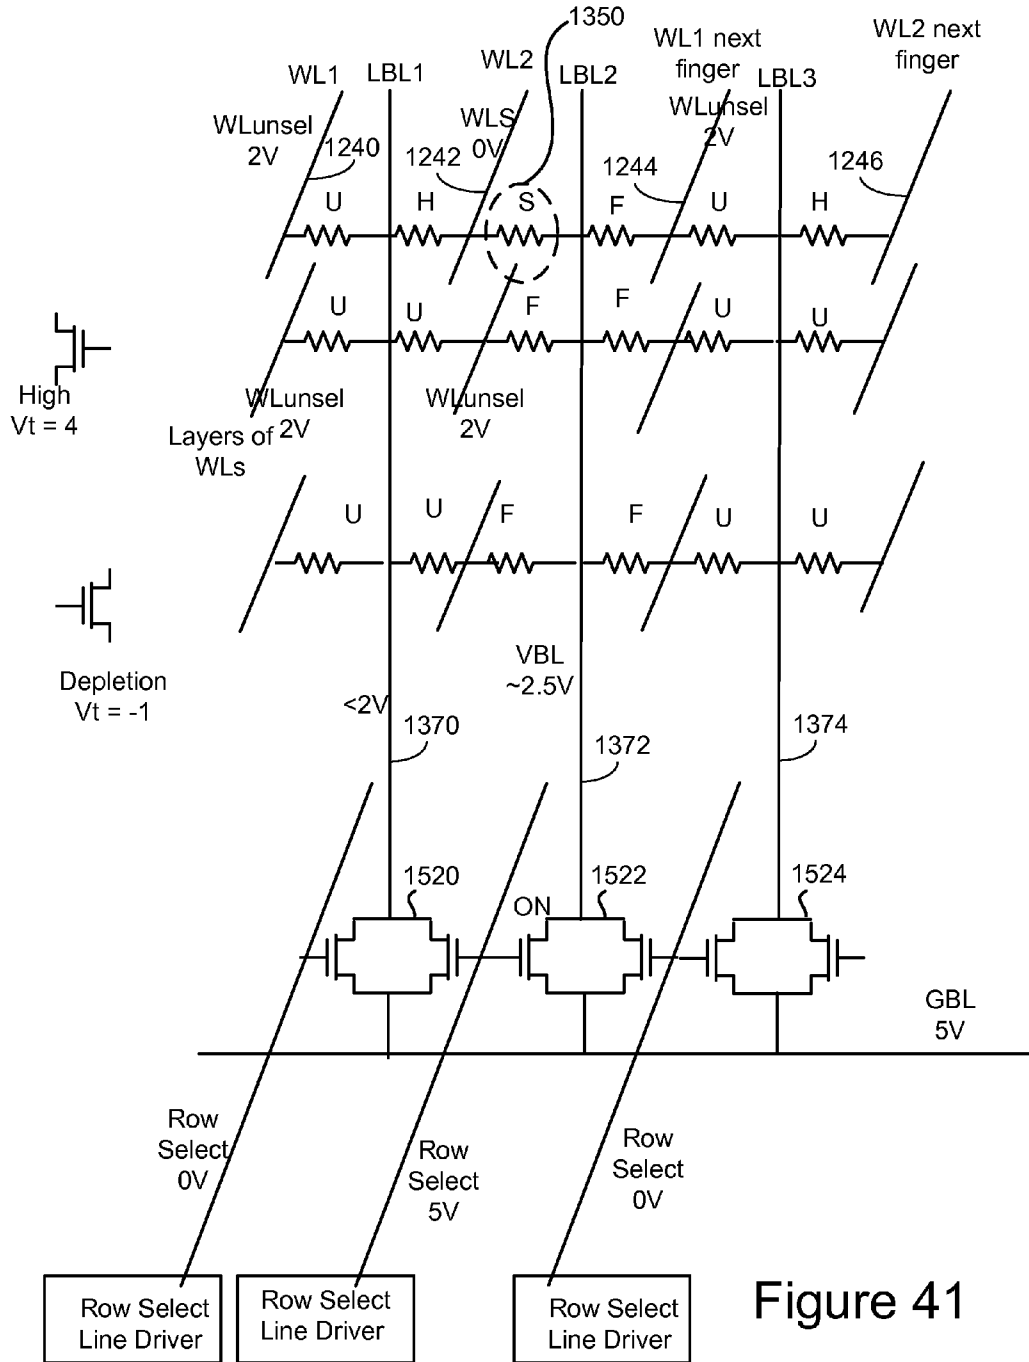 1350
WL1
LBL1
WL2
LBL2
WL1 next
finger
LBL3
WL2 next
finger
WLunsel
2V
1240
1242
WLS
0V
1244
WLunsel
2V
1246
U
H
S
F
U
H
U
U
F
F
U
U
High
Vt = 4
WLunsel
2V
WLunsel
2V
Layers of
WLs
U
U
F
F
U
U
Depletion
Vt = -1
<2V
VBL
~2.5V
1370
1372
1374
1520
ON
1522
1524
GBL
5V
Row
Select
0V
Row
Select
5V
Row
Select
0V
Row Select
Line Driver
Row Select
Line Driver
Row Select
Line Driver
Figure 41